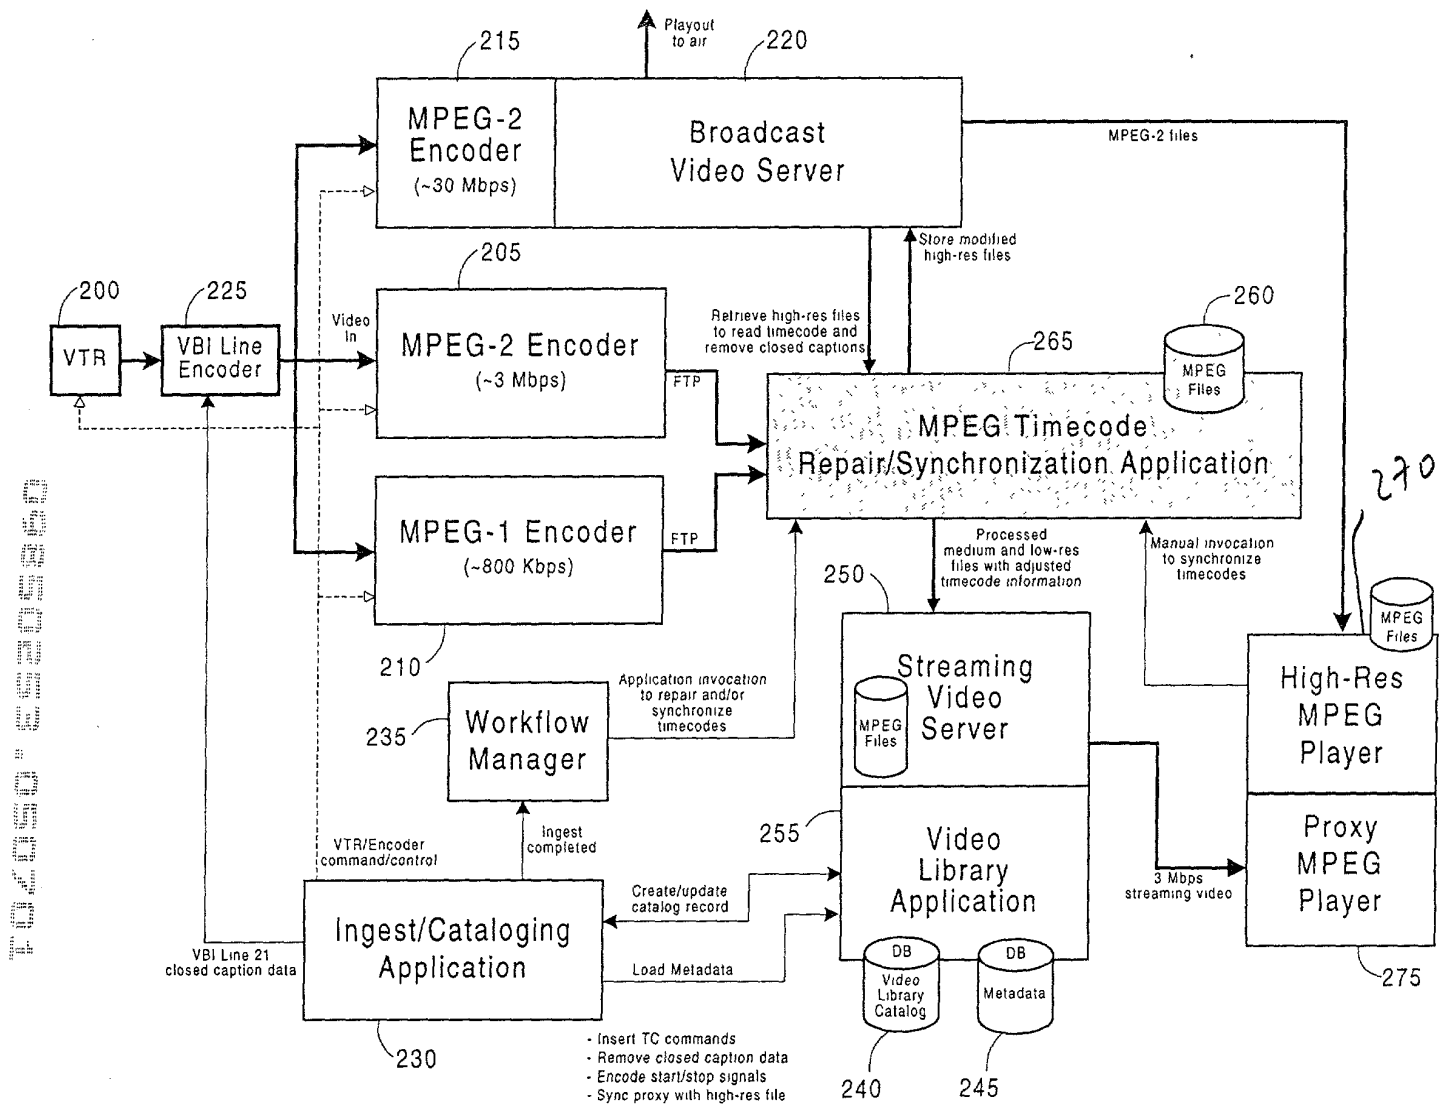 Playout
to air
215
220
MPEG-2
Encoder
(~30 Mbps)
Broadcast
Video Server
MPEG-2 files
Store modified
high-res files
205
200
225
Video
In
VTR
VBI Line
Encoder
MPEG-2 Encoder
(~3 Mbps)
FTP
Retrieve high-res files
to read timecode and
remove closed captions
260
265
MPEG
Files
MPEG Timecode
Repair/Synchronization Application
270
MPEG-1 Encoder
(~800 Kbps)
FTP
210
Processed
medium and low-res
files with adjusted
timecode information
Manual invocation
to synchronize
timecodes
250
MPEG
Files
Streaming
Video
Server
MPEG
Files
High-Res
MPEG
Player
Application invocation
to repair and/or
synchronize
timecodes
235
Workflow
Manager
255
Video
Library
Application
Proxy
MPEG
Player
3 Mbps
streaming video
275
VTR/Encoder
command/control
Ingest
completed
Create/update
catalog record
Ingest/Cataloging
Application
Load Metadata
VBI Line 21
closed caption data
230
DB
Video
Library
Catalog
DB
Metadata
240
245
- Insert TC commands
- Remove closed caption data
- Encode start/stop signals
- Sync proxy with high-res file
09850253.050701